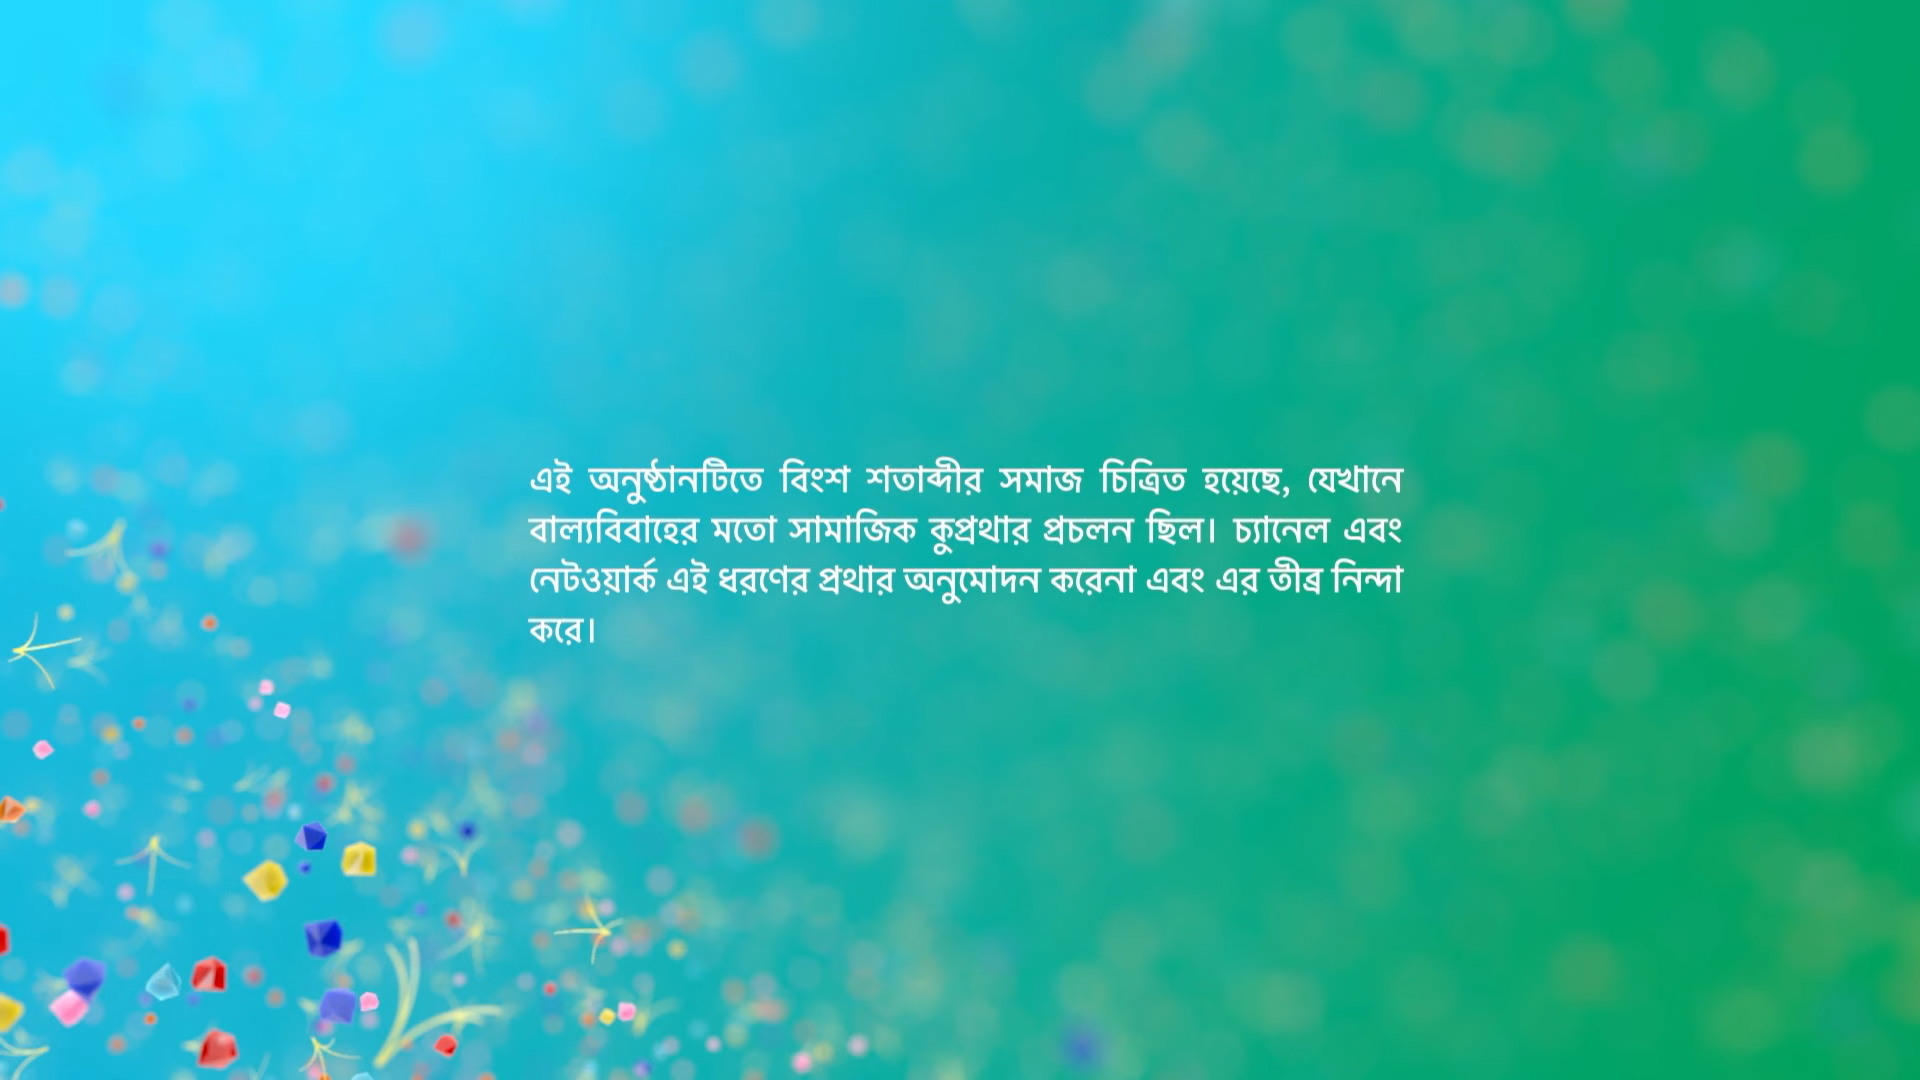 এই অনুষ্ঠানটিতে বিংশ শতাব্দীর সমাজ চিত্রিত হয়েছে, যেখানে
বাল্যবিবাহের মতো সামাজিক কুপ্রথার প্রচলন ছিল। চ্যানেল এবং
নেটওয়ার্ক এই ধরণের প্রথার অনুমোদন করেনা এবং এর তীব্র নিন্দা
করে।